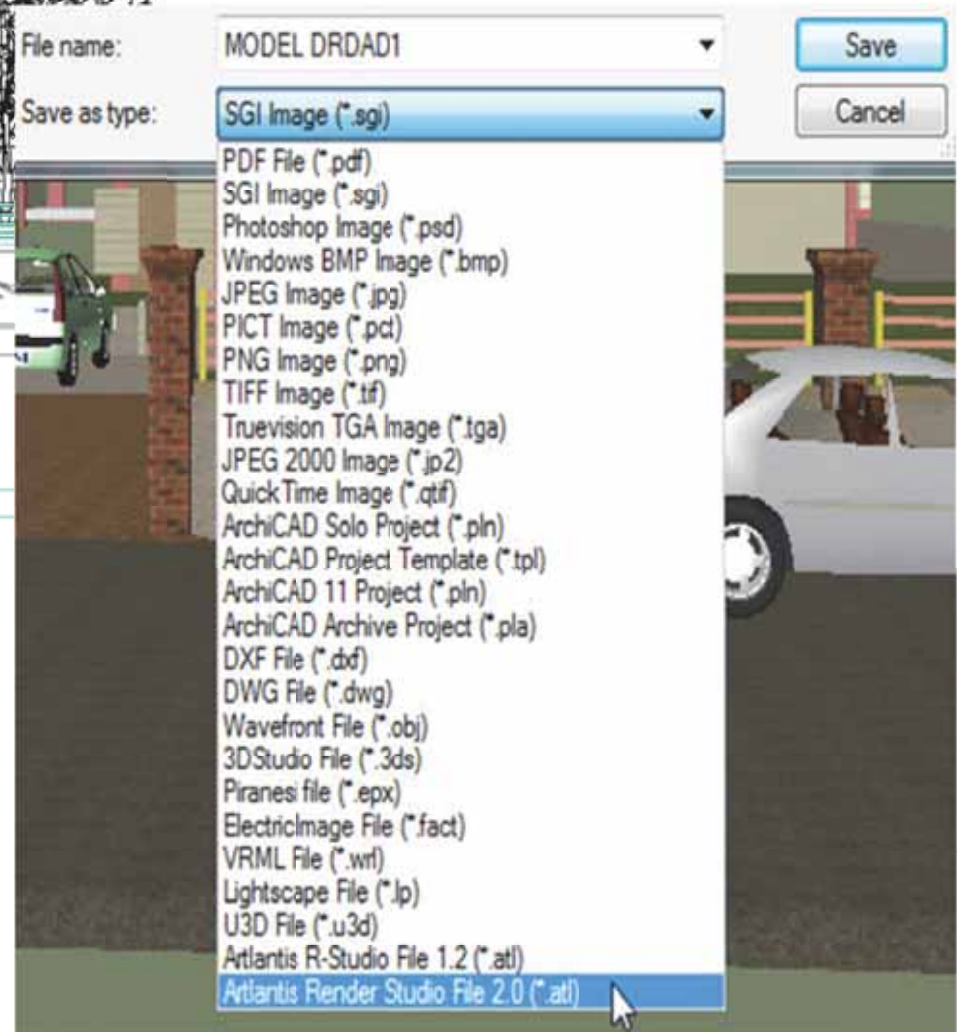 File name: MODEL DRDAD1 Save
Save as type: SGI Image (*.sgi) Cancel
PDF File (*.pdf)
SGI Image (*.sgi)
Photoshop Image (*.psd)
Windows BMP Image (*.bmp)
JPEG Image (*.jpg)
PICT Image (*.pct)
PNG Image (*.png)
TIFF Image (*.tif)
Truevision TGA Image (*.tga)
JPEG 2000 Image (*.jp2)
QuickTime Image (*.qtif)
ArchiCAD Solo Project (*.pln)
ArchiCAD Project Template (*.tpl)
ArchiCAD 11 Project (*.pln)
ArchiCAD Archive Project (*.pla)
DXF File (*.dxf)
DWG File (*.dwg)
Wavefront File (*.obj)
3DStudio File (*.3ds)
Piranesi file (*.epx)
ElectricImage File (*.fact)
VRML File (*.wrl)
Lightscape File (*.lp)
U3D File (*.u3d)
Artlantis R-Studio File 1.2 (*.atl)
Artlantis Render Studio File 2.0 (*.atl)